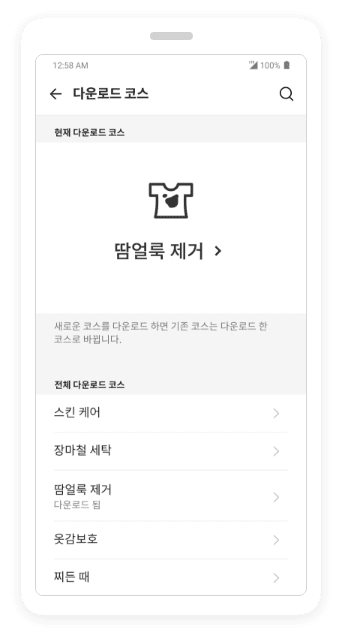 12:58 AM 100%
다운로드 코스
현재 다운로드 코스
땀얼룩 제거
새로운 코스를 다운로드 하면 기존 코스는 다운로드 한
코스로 바뀝니다.
전체 다운로드 코스
스킨 케어
장마철 세탁
땀얼룩 제거
다운로드 됨
옷감보호
찌든 때